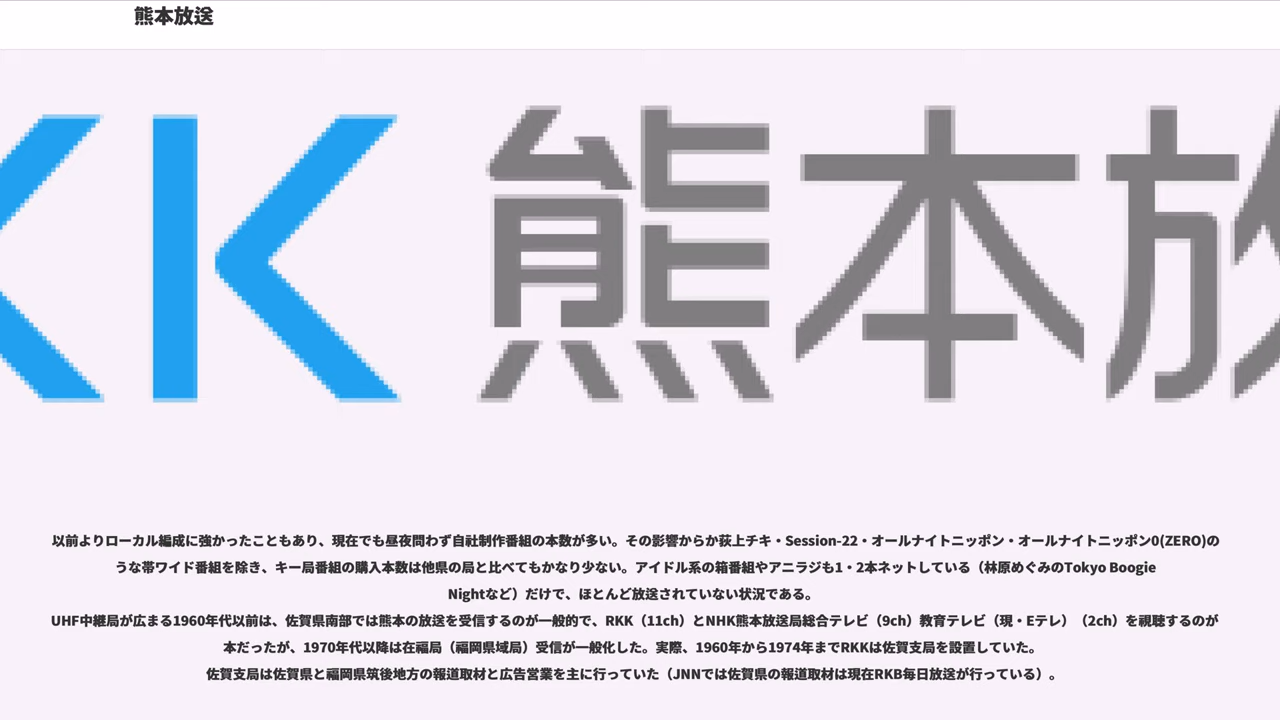 熊本放送
KK 熊本放
以前よりローカル編成に強かったこともあり、現在でも昼夜問わず自社制作番組の本数が多い。その影響からか荻上チキ・Session-22・オールナイトニッポン・オールナイトニッポン0(ZERO)の
うな帯ワイド番組を除き、キー局番組の購入本数は他県の局と比べてもかなり少ない。アイドル系の箱番組やアニラジも1・2本ネットしている（林原めぐみのTokyo Boogie
Nightなど）だけで、ほとんど放送されていない状況である。
UHF中継局が広まる1960年代以前は、佐賀県南部では熊本の放送を受信するのが一般的で、RKK（11ch）とNHK熊本放送局総合テレビ（9ch）教育テレビ（現・Eテレ）（2ch）を視聴するのが
本だったが、1970年代以降は在福局（福岡県域局）受信が一般化した。実際、1960年から1974年までRKKは佐賀支局を設置していた。
佐賀支局は佐賀県と福岡県筑後地方の報道取材と広告営業を主に行っていた（JNNでは佐賀県の報道取材は現在RKB毎日放送が行っている）。